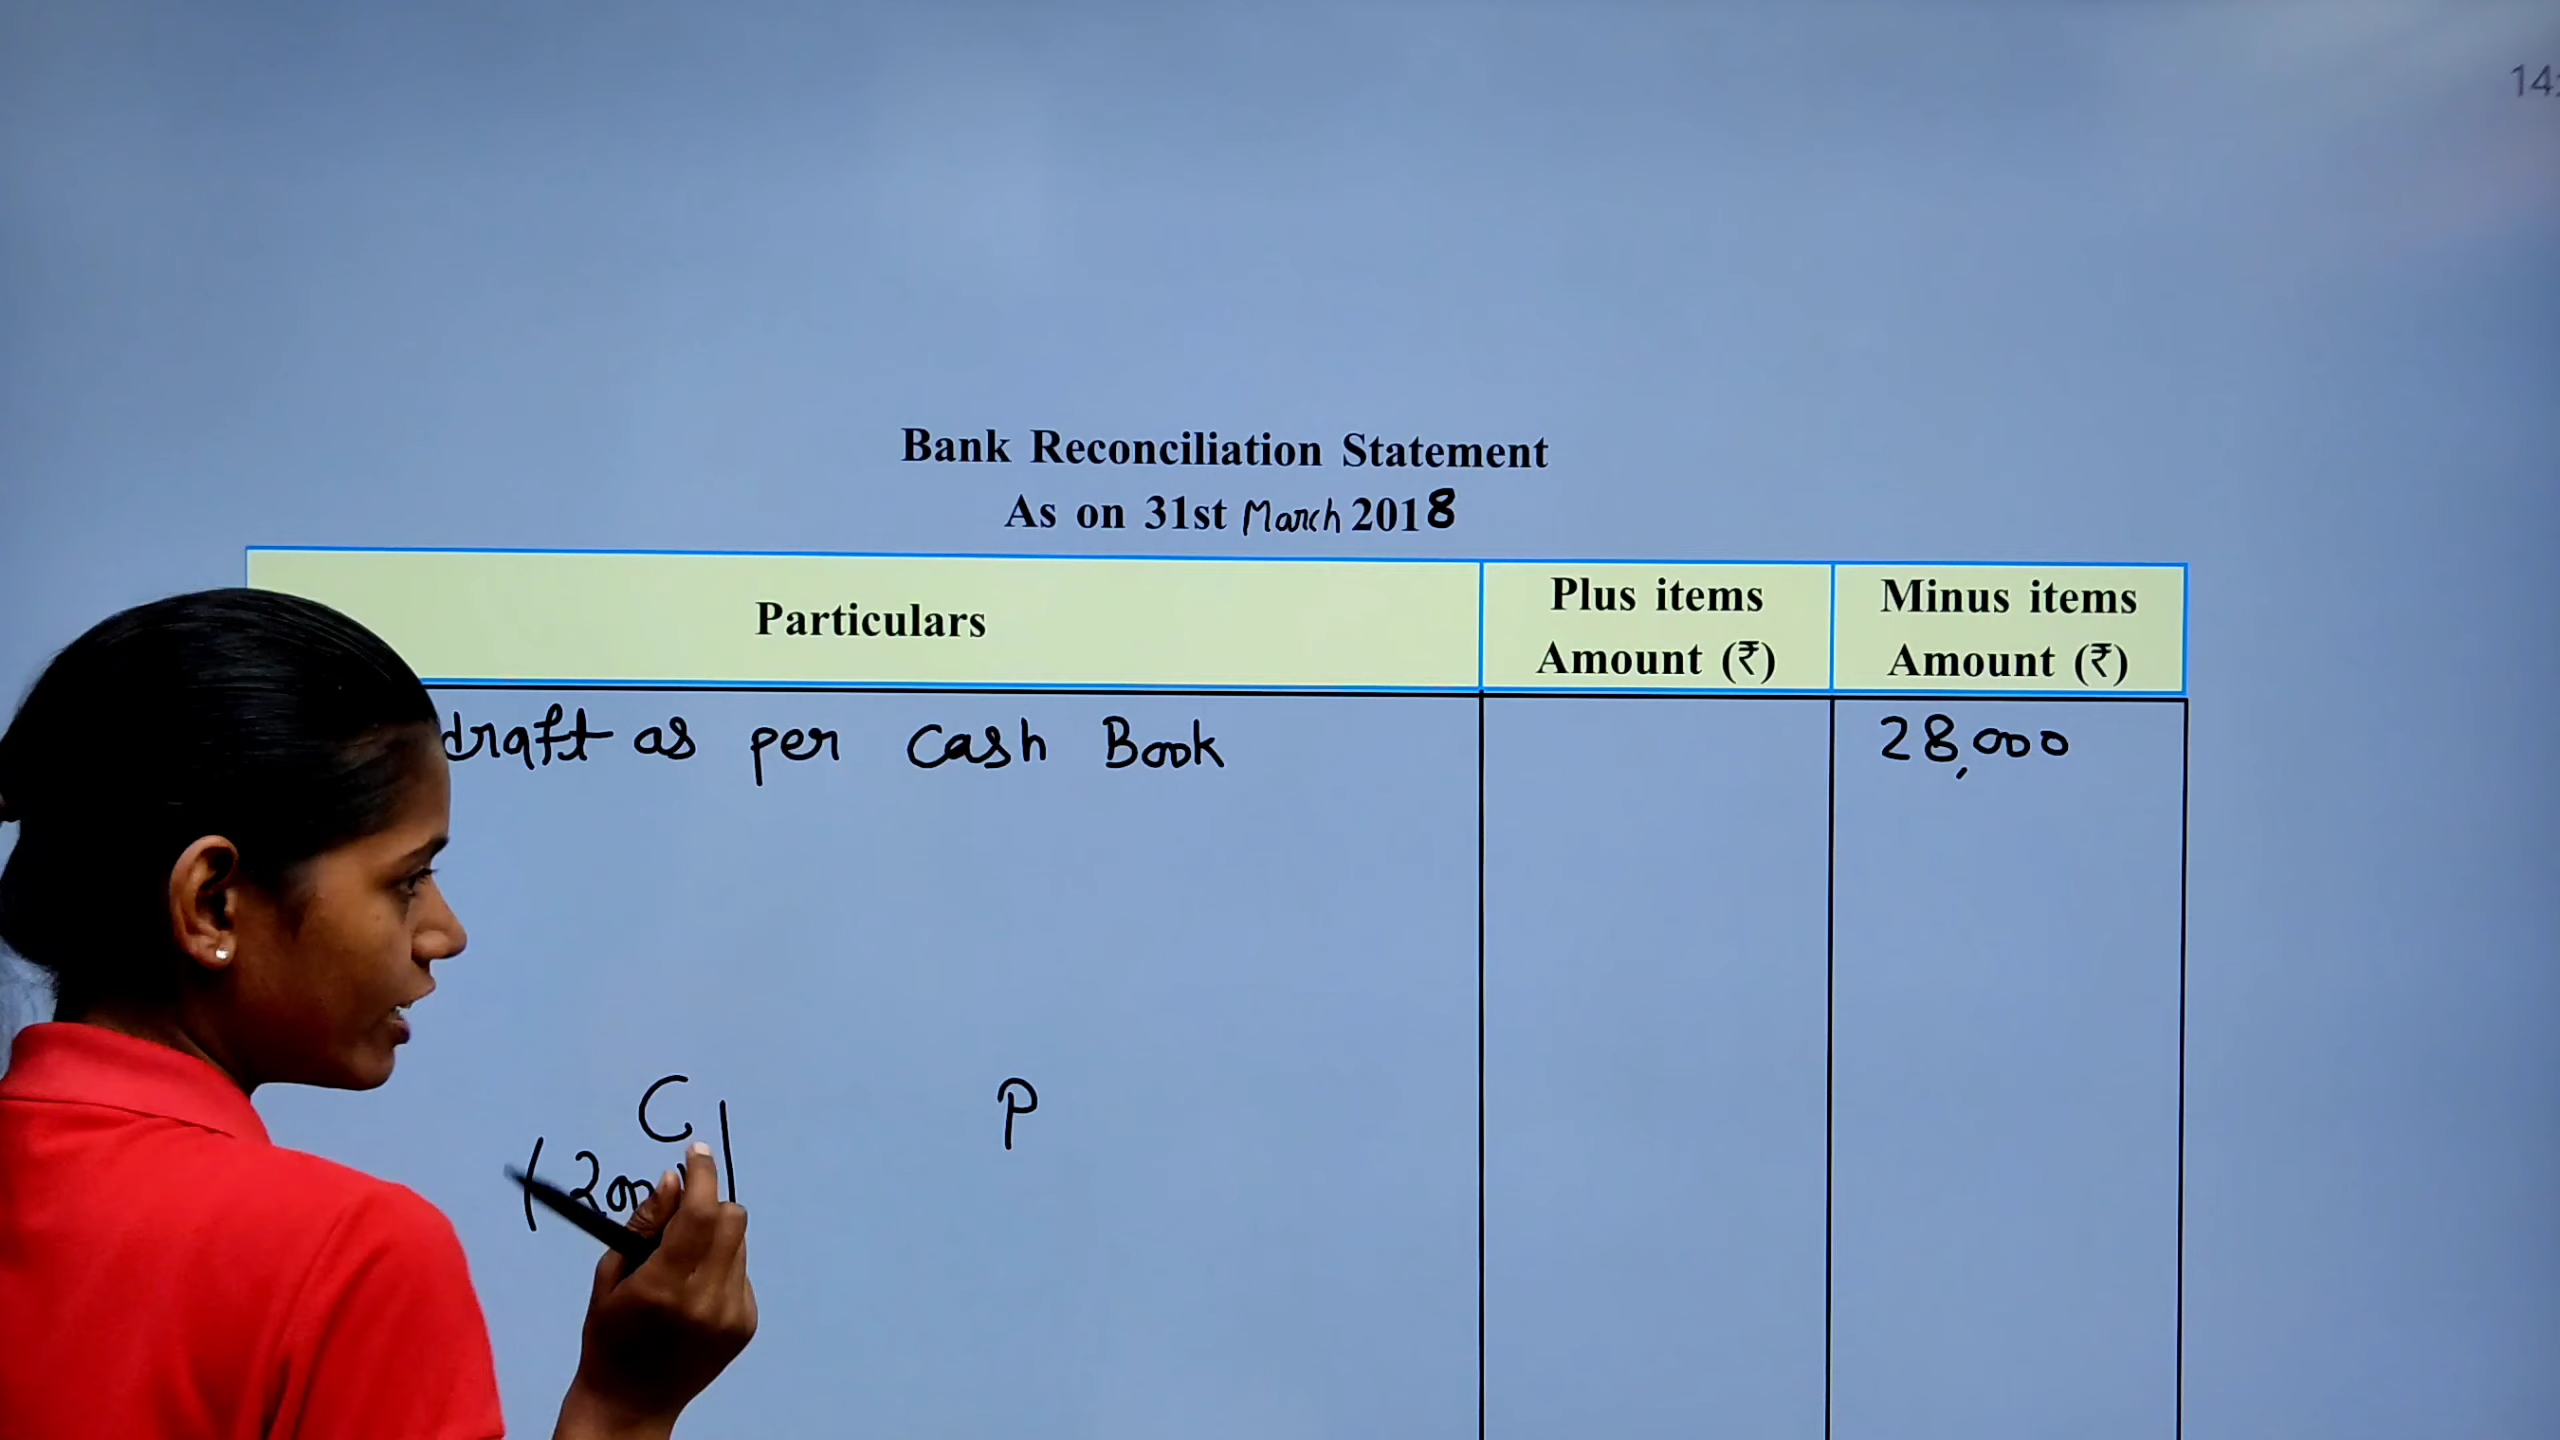 14:
Bank Reconciliation Statement
As on 31st March 2018
Particulars
Plus items Amount (₹)
Minus items Amount (₹)
draft as per Cash Book 28,000
C P